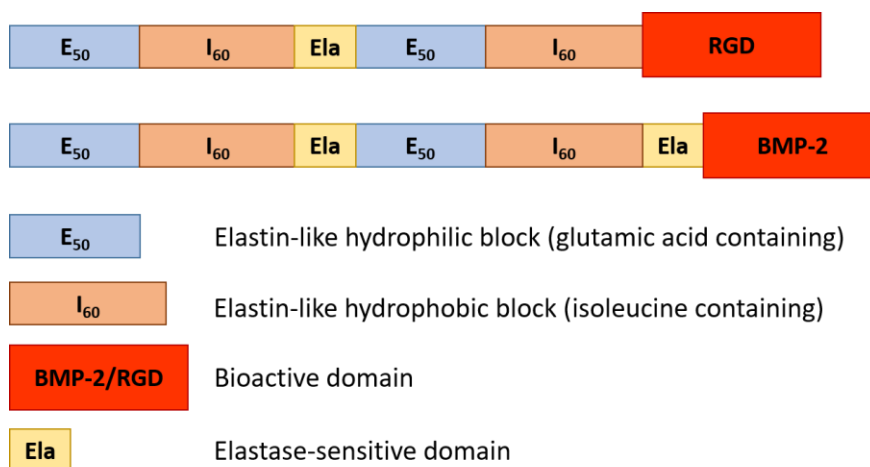 E50 I60 Ela E50 I60 RGD
E50 I60 Ela E50 I60 Ela BMP-2
E50 Elastin-like hydrophilic block (glutamic acid containing)
I60 Elastin-like hydrophobic block (isoleucine containing)
BMP-2/RGD Bioactive domain
Ela Elastase-sensitive domain